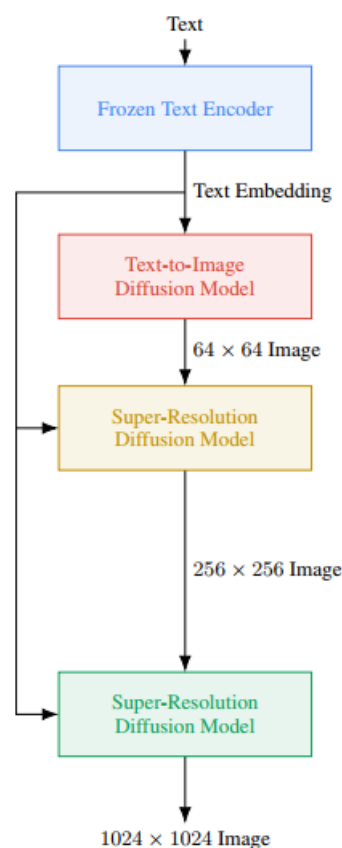 Text
Frozen Text Encoder
Text Embedding
Text-to-Image
Diffusion Model
64 × 64 Image
Super-Resolution
Diffusion Model
256 × 256 Image
Super-Resolution
Diffusion Model
1024 × 1024 Image